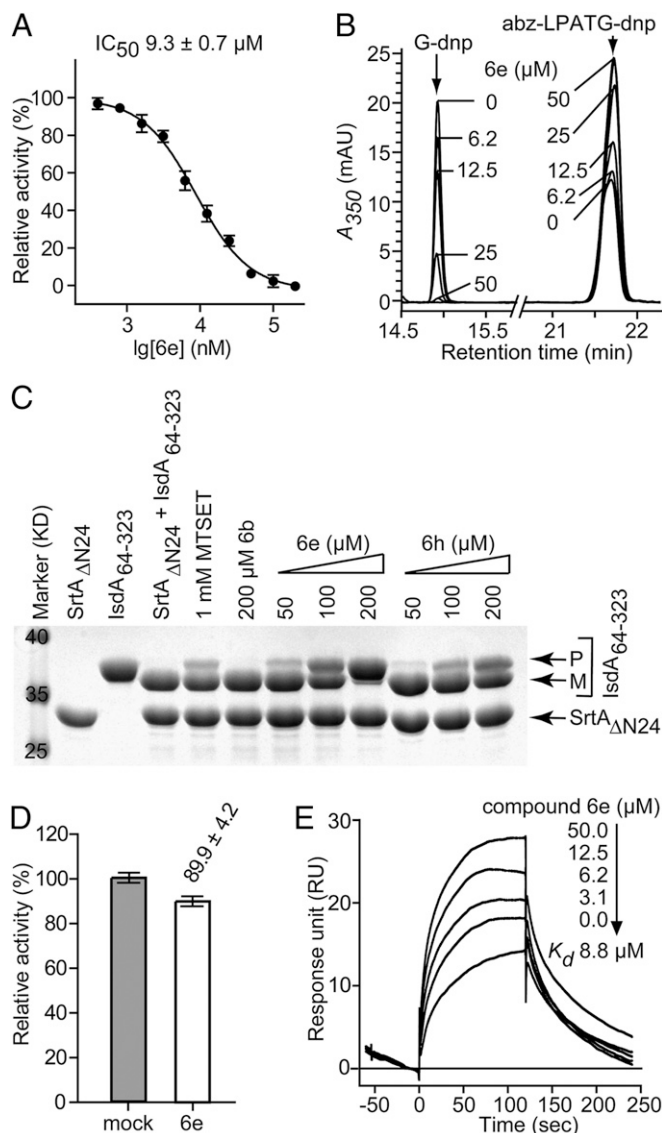 A
IC50 9.3 ± 0.7 µM
Relative activity (%)
100
80
60
40
20
0
3
4
5
lg[6e] (nM)
B
abz-LPATG-dnp
G-dnp
6e (µM)
A350 (mAU)
25
20
15
10
5
0
0
6.2
12.5
25
50
50
25
12.5
6.2
0
14.5
15.5
21
22
Retention time (min)
C
Marker (KD)
SrtAΔN24
IsdA64-323
SrtAΔN24 + IsdA64-323
1 mM MTSET
200 µM 6b
6e (µM)
50
100
200
6h (µM)
50
100
200
40
35
25
P
M
IsdA64-323
SrtAΔN24
D
Relative activity (%)
120
100
80
60
40
20
0
89.9 ± 4.2
mock
6e
E
Response unit (RU)
30
20
10
0
compound 6e (µM)
50.0
12.5
6.2
3.1
0.0
Kd 8.8 µM
-50
0
50
100
150
200
250
Time (sec)